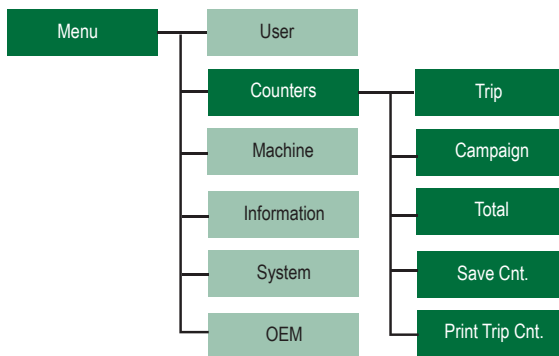 Menu
User
Counters
Machine
Information
System
OEM
Trip
Campaign
Total
Save Cnt.
Print Trip Cnt.